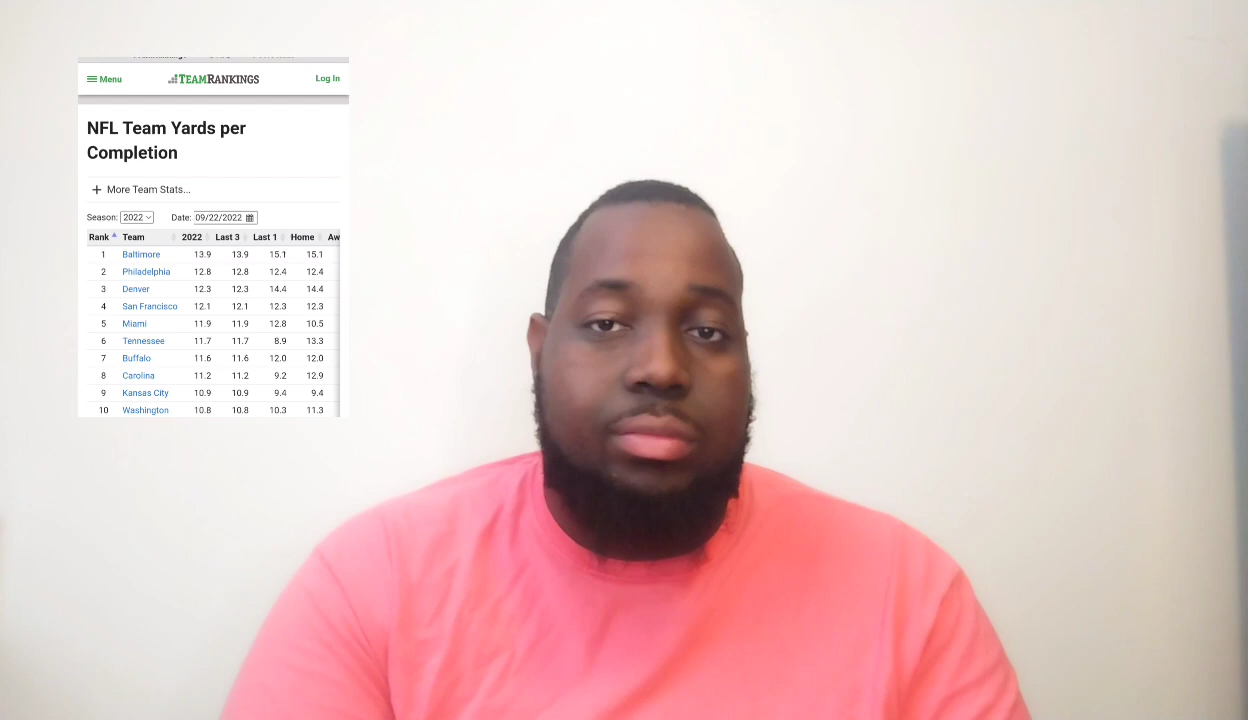 Menu TEAMRANKINGS Log In
NFL Team Yards per
Completion
+ More Team Stats...
Season: 2022 Date: 09/22/2022
Rank Team 2022 Last 3 Last 1 Home Aw
1 Baltimore 13.9 13.9 15.1 15.1
2 Philadelphia 12.8 12.8 12.4 12.4
3 Denver 12.3 12.3 14.4 14.4
4 San Francisco 12.1 12.1 12.3 12.3
5 Miami 11.9 11.9 12.8 10.5
6 Tennessee 11.7 11.7 8.9 13.3
7 Buffalo 11.6 11.6 12.0 12.0
8 Carolina 11.2 11.2 9.2 12.9
9 Kansas City 10.9 10.9 9.4 9.4
10 Washington 10.8 10.8 10.3 11.3